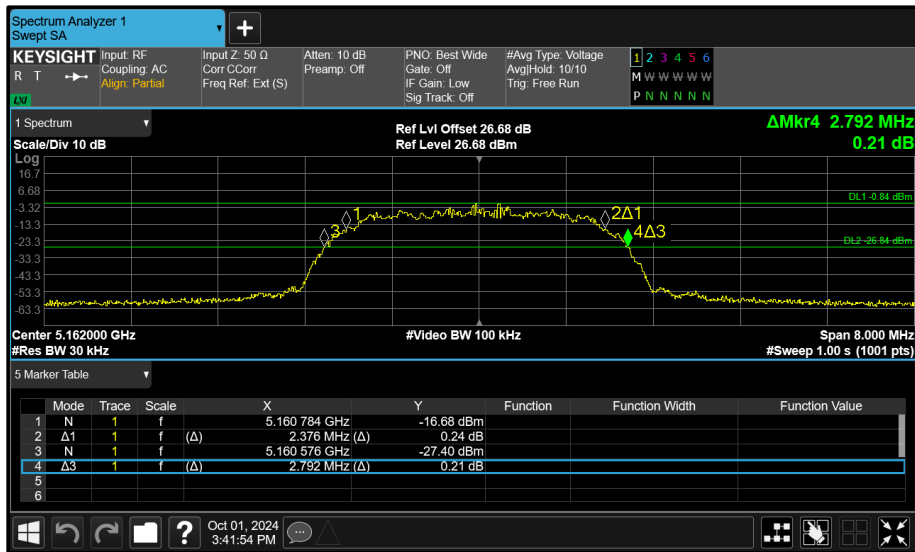 Spectrum Analyzer 1
Swept SA
▼
+
KEYSIGHT
R T
LXI
Input: RF
Coupling: AC
Align: Partial
Input Z: 50 Ω
Corr CCorr
Freq Ref: Ext (S)
Atten: 10 dB
Preamp: Off
PNO: Best Wide
Gate: Off
IF Gain: Low
Sig Track: Off
#Avg Type: Voltage
Avg|Hold: 10/10
Trig: Free Run
1 2 3 4 5 6
M W W W W W
P N N N N N
1 Spectrum ▼
Scale/Div 10 dB
Ref Lvl Offset 26.68 dB
Ref Level 26.68 dBm
ΔMkr4 2.792 MHz
0.21 dB
Log
16.7
6.68
-3.32
-13.3
-23.3
-33.3
-43.3
-53.3
-63.3
DL1 -0.84 dBm
1
2Δ1
3
4Δ3
DL2 -26.84 dBm
Center 5.162000 GHz
#Video BW 100 kHz
Span 8.000 MHz
#Res BW 30 kHz
#Sweep 1.00 s (1001 pts)
5 Marker Table ▼
Mode Trace Scale X Y Function Function Width Function Value
1 N 1 f 5.160 784 GHz -16.68 dBm
2 Δ1 1 f (Δ) 2.376 MHz (Δ) 0.24 dB
3 N 1 f 5.160 576 GHz -27.40 dBm
4 Δ3 1 f (Δ) 2.792 MHz (Δ) 0.21 dB
5
6
?
Oct 01, 2024
3:41:54 PM